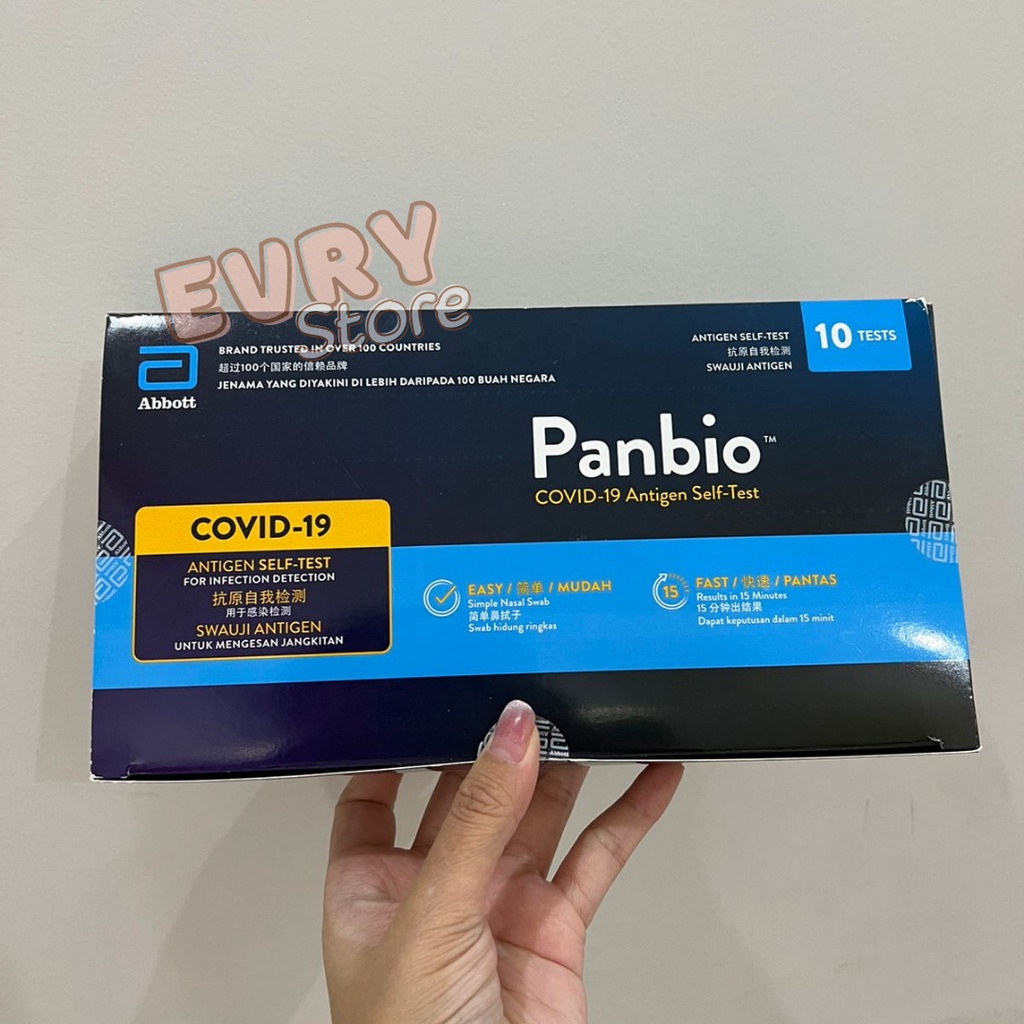 EVRY
Store
Abbott
BRAND TRUSTED IN OVER 100 COUNTRIES
超过100个国家的信赖品牌
JENAMA YANG DIYAKINI DI LEBIH DARIPADA 100 BUAH NEGARA
ANTIGEN SELF-TEST
抗原自我检测
SWAUJI ANTIGEN
10 TESTS
Panbio™
COVID-19 Antigen Self-Test
COVID-19
ANTIGEN SELF-TEST
FOR INFECTION DETECTION
抗原自我检测
用于感染检测
SWAUJI ANTIGEN
UNTUK MENGESAN JANGKITAN
EASY / 简单 / MUDAH
Simple Nasal Swab
简单鼻拭子
Swab hidung ringkas
15
FAST / 快速 / PANTAS
Results in 15 Minutes
15 分钟出结果
Dapat keputusan dalam 15 minit
Abbott